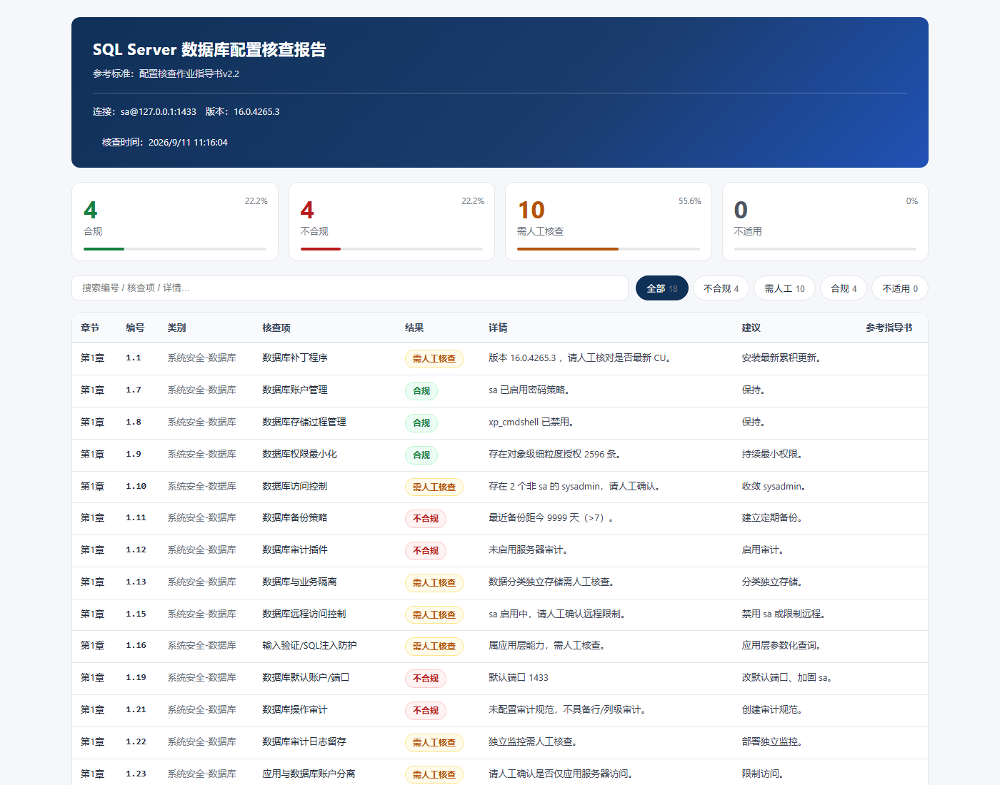 SQL Server 数据库配置核查报告
参考标准：配置核查作业指导书v2.2
连接：sa@127.0.0.1:1433 版本：16.0.4265.3
核查时间：2026/9/11 11:16:04
4 22.2%
合规
4 22.2%
不合规
10 55.6%
需人工核查
0 0%
不适用
搜索编号 / 核查项 / 详情… 全部 18 不合规 4 需人工 10 合规 4 不适用 0
章节 编号 类别 核查项 结果 详情 建议 参考指导书
第1章 1.1 系统安全-数据库 数据库补丁程序 需人工核查 版本 16.0.4265.3 ，请人工核对是否最新 CU。 安装最新累积更新。
第1章 1.7 系统安全-数据库 数据库账户管理 合规 sa 已启用密码策略。 保持。
第1章 1.8 系统安全-数据库 数据库存储过程管理 合规 xp_cmdshell 已禁用。 保持。
第1章 1.9 系统安全-数据库 数据库权限最小化 合规 存在对象级细粒度授权 2596 条。 持续最小权限。
第1章 1.10 系统安全-数据库 数据库访问控制 需人工核查 存在 2 个非 sa 的 sysadmin，请人工确认。 收敛 sysadmin。
第1章 1.11 系统安全-数据库 数据库备份策略 不合规 最近备份距今 9999 天（>7）。 建立定期备份。
第1章 1.12 系统安全-数据库 数据库审计插件 不合规 未启用服务器审计。 启用审计。
第1章 1.13 系统安全-数据库 数据库与业务隔离 需人工核查 数据分类独立存储需人工核查。 分类独立存储。
第1章 1.15 系统安全-数据库 数据库远程访问控制 需人工核查 sa 启用中，请人工确认远程限制。 禁用 sa 或限制远程。
第1章 1.16 系统安全-数据库 输入验证/SQL注入防护 需人工核查 属应用层能力，需人工核查。 应用层参数化查询。
第1章 1.19 系统安全-数据库 数据库默认账户/端口 不合规 默认端口 1433 改默认端口、加固 sa。
第1章 1.21 系统安全-数据库 数据库操作审计 不合规 未配置审计规范，不具备行/列级审计。 创建审计规范。
第1章 1.22 系统安全-数据库 数据库审计日志留存 需人工核查 独立监控需人工核查。 部署独立监控。
第1章 1.23 系统安全-数据库 应用与数据库账户分离 需人工核查 请人工确认是否仅应用服务器访问。 限制访问。